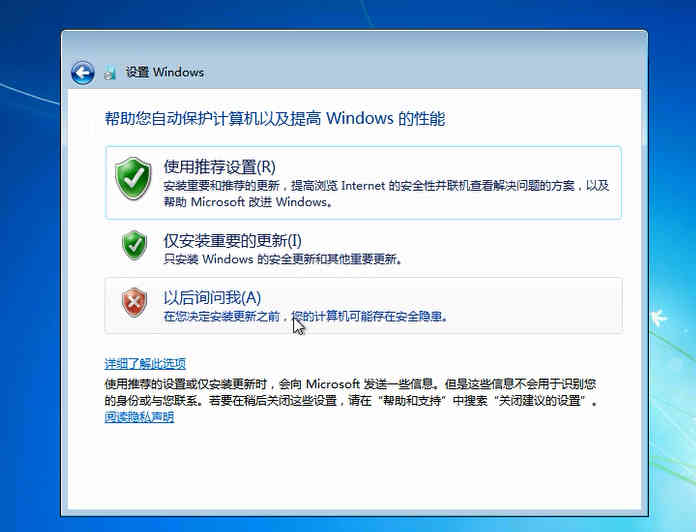 设置 Windows
帮助您自动保护计算机以及提高 Windows 的性能
使用推荐设置(R)
安装重要和推荐的更新，提高浏览 Internet 的安全性并联机查看解决问题的方案，以及
帮助 Microsoft 改进 Windows。
仅安装重要的更新(I)
只安装 Windows 的安全更新和其他重要更新。
以后询问我(A)
在您决定安装更新之前，您的计算机可能存在安全隐患。
详细了解此选项
使用推荐的设置或仅安装更新时，会向 Microsoft 发送一些信息。但是这些信息不会用于识别您
的身份或与您联系。若要在稍后关闭这些设置，请在“帮助和支持”中搜索“关闭建议的设置”。
阅读隐私声明